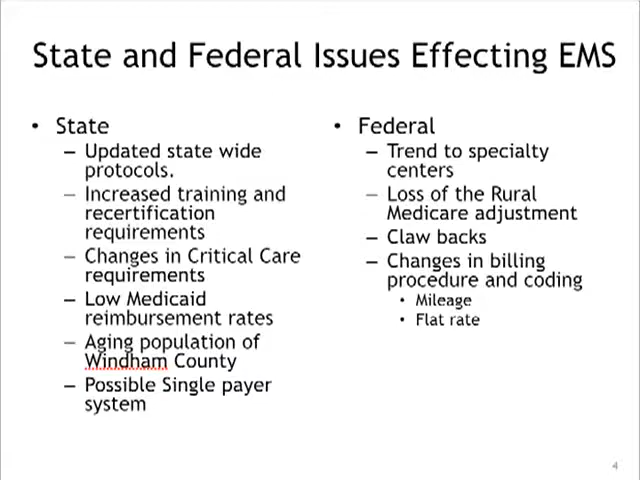 State and Federal Issues Effecting EMS
• State
– Updated state wide
protocols.
– Increased training and
recertification
requirements
– Changes in Critical Care
requirements
– Low Medicaid
reimbursement rates
– Aging population of
Windham County
– Possible Single payer
system
• Federal
– Trend to specialty
centers
– Loss of the Rural
Medicare adjustment
– Claw backs
– Changes in billing
procedure and coding
• Mileage
• Flat rate
4